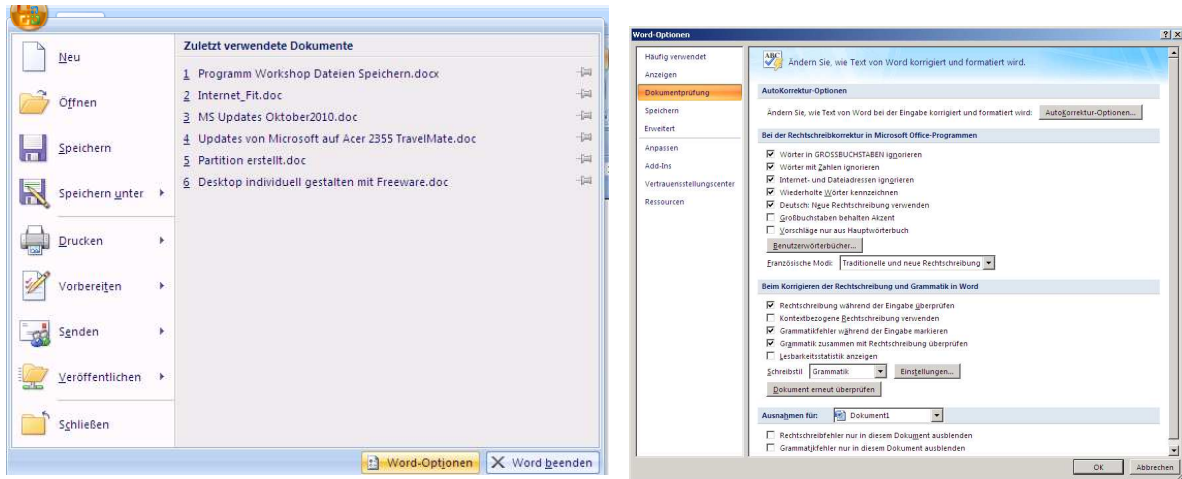 Zuletzt verwendete Dokumente
Neu
Öffnen
Speichern
Speichern unter
Drucken
Vorbereiten
Senden
Veröffentlichen
Schließen
1 Programm Workshop Dateien Speichern.docx
2 Internet_Fit.doc
3 MS Updates Oktober2010.doc
4 Updates von Microsoft auf Acer 2355 TravelMate.doc
5 Partition erstellt.doc
6 Desktop individuell gestalten mit Freeware.doc
Word-Optionen
Word beenden
Word-Optionen
Häufig verwendet
Anzeigen
Dokumentprüfung
Speichern
Erweitert
Anpassen
Add-Ins
Vertrauensstellungscenter
Ressourcen
ABC
Ändern Sie, wie Text von Word korrigiert und formatiert wird.
AutoKorrektur-Optionen
Ändern Sie, wie Text von Word bei der Eingabe korrigiert und formatiert wird: AutoKorrektur-Optionen...
Bei der Rechtschreibkorrektur in Microsoft Office-Programmen
Wörter in GROSSBUCHSTABEN ignorieren
Wörter mit Zahlen ignorieren
Internet- und Dateiadressen ignorieren
Wiederholte Wörter kennzeichnen
Deutsch: Neue Rechtschreibung verwenden
Großbuchstaben behalten Akzent
Vorschläge nur aus Hauptwörterbuch
Benutzerwörterbücher...
Französische Modi: Traditionelle und neue Rechtschreibung
Beim Korrigieren der Rechtschreibung und Grammatik in Word
Rechtschreibung während der Eingabe überprüfen
Kontextbezogene Rechtschreibung verwenden
Grammatikfehler während der Eingabe markieren
Grammatik zusammen mit Rechtschreibung überprüfen
Lesbarkeitsstatistik anzeigen
Schreibstil Grammatik Einstellungen...
Dokument erneut überprüfen
Ausnahmen für: Dokument1
Rechtschreibfehler nur in diesem Dokument ausblenden
Grammatikfehler nur in diesem Dokument ausblenden
OK Abbrechen